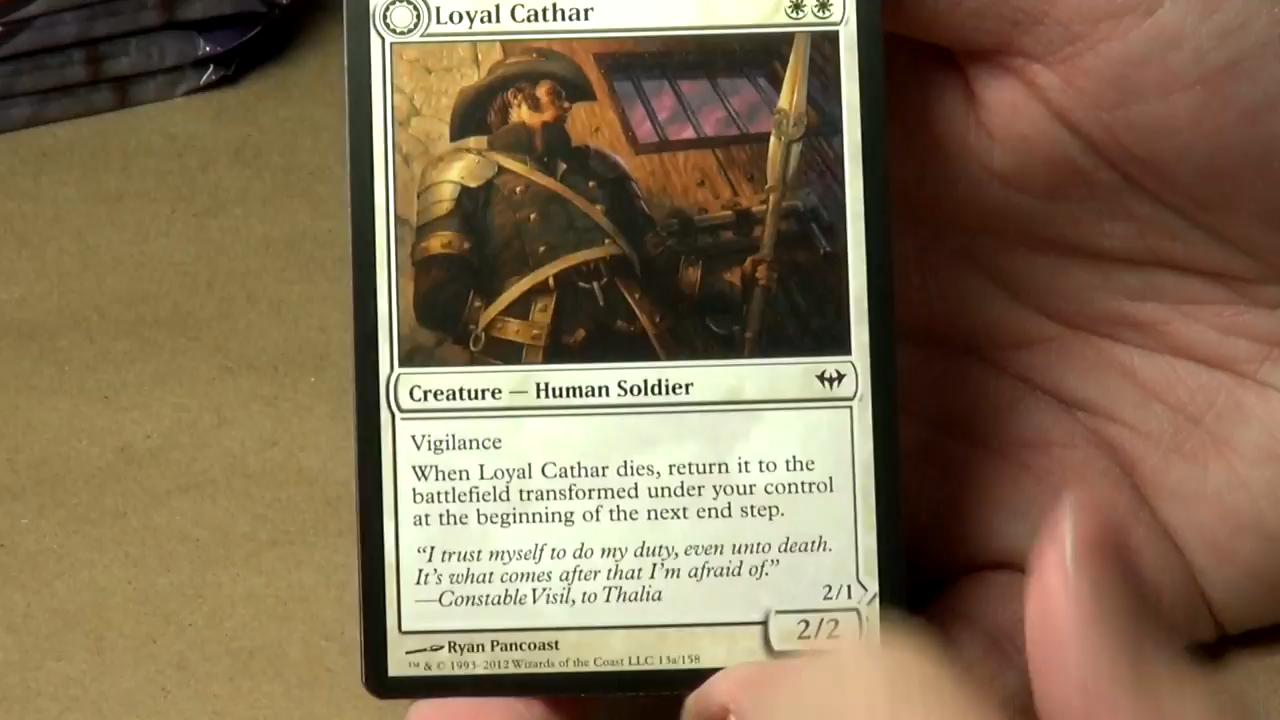 Loyal Cathar
Creature — Human Soldier
Vigilance
When Loyal Cathar dies, return it to the
battlefield transformed under your control
at the beginning of the next end step.
“I trust myself to do my duty, even unto death.
It's what comes after that I'm afraid of.”
—Constable Visil, to Thalia
2/1
2/2
Ryan Pancoast
™ & © 1993-2012 Wizards of the Coast LLC 13a/158